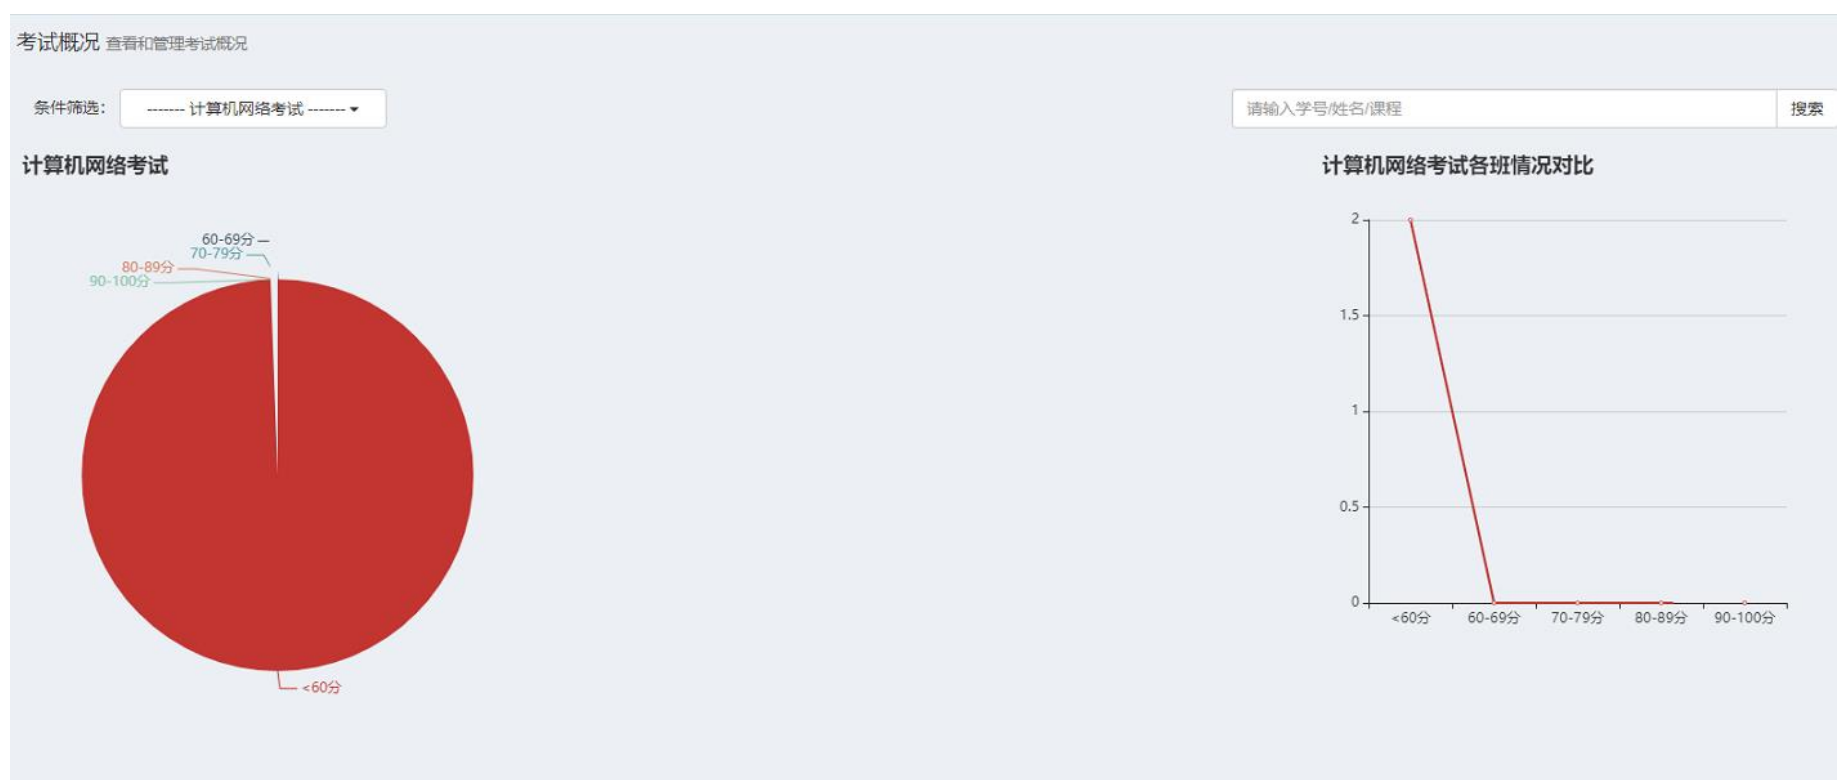 考试概况 查看和管理考试概况
条件筛选： ------- 计算机网络考试 ------- 请输入学号/姓名/课程 搜索
计算机网络考试
60-69分
70-79分
80-89分
90-100分
<60分
计算机网络考试各班情况对比
2
1.5
1
0.5
0
<60分 60-69分 70-79分 80-89分 90-100分